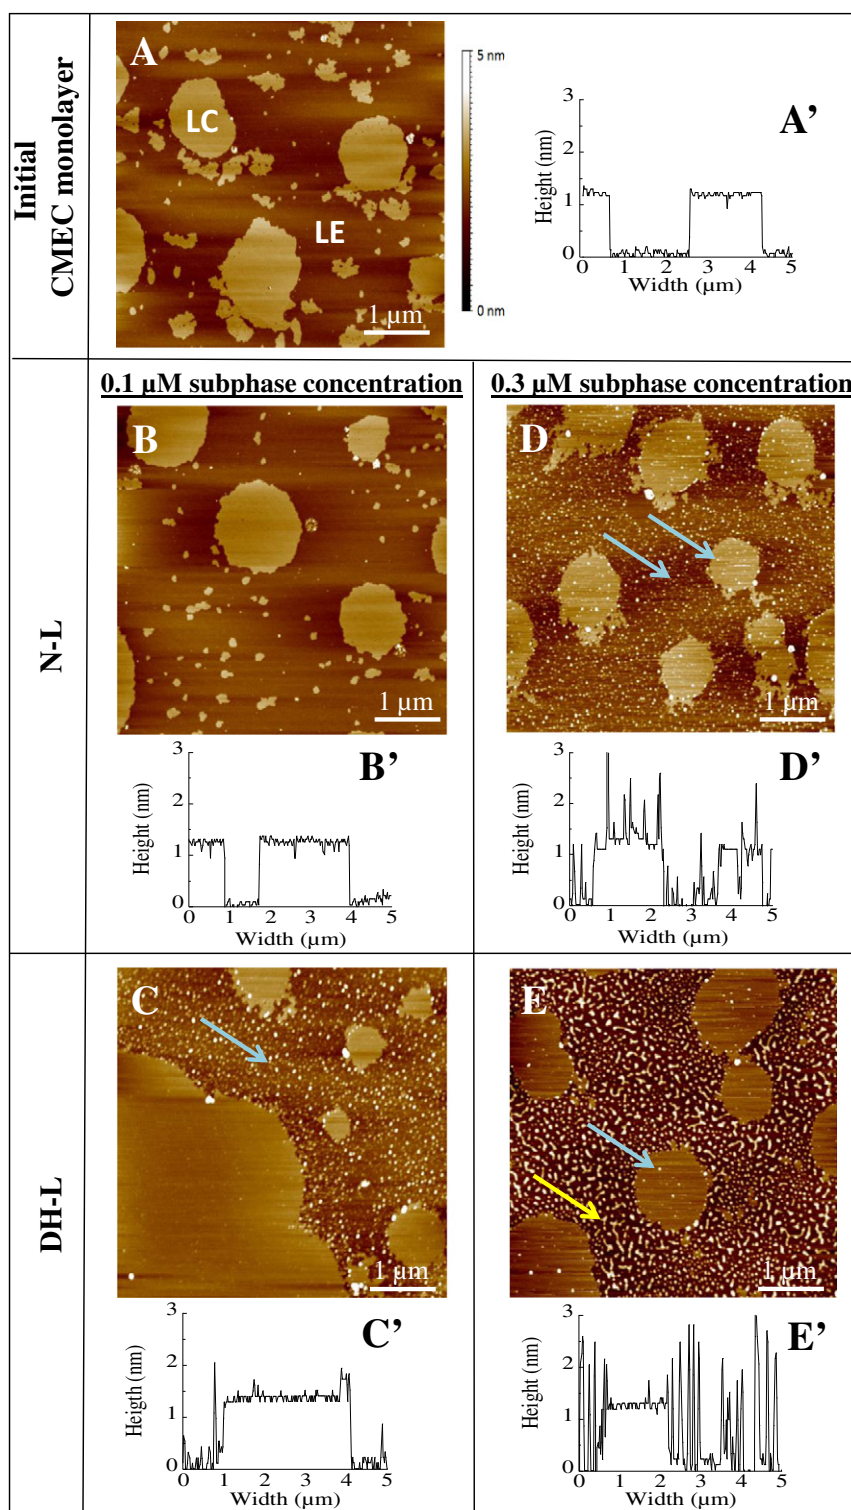 Initial
CMEC monolayer
A
LC
LE
1 µm
5 nm
0 nm
A’
Height (nm)
3
2
1
0
0 1 2 3 4 5
Width (µm)
N-L
0.1 µM subphase concentration
B
1 µm
B’
Height (nm)
3
2
1
0
0 1 2 3 4 5
Width (µm)
0.3 µM subphase concentration
D
1 µm
D’
Height (nm)
3
2
1
0
0 1 2 3 4 5
Width (µm)
DH-L
C
1 µm
C’
Heigth (nm)
3
2
1
0
0 1 2 3 4 5
Width (µm)
E
1 µm
E’
Height (nm)
3
2
1
0
0 1 2 3 4 5
Width (µm)